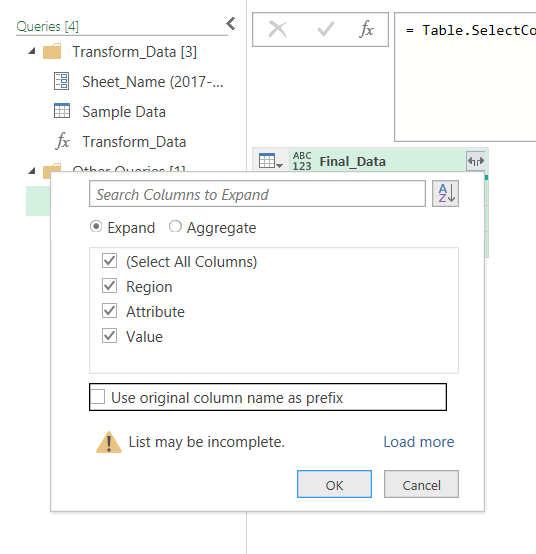 Queries [4]
Transform_Data [3]
Sheet_Name (2017-...
Sample Data
fx Transform_Data
Other Queries [1]
fx
= Table.SelectCo
ABC
123
Final_Data
Search Columns to Expand
A
Z
Expand
Aggregate
(Select All Columns)
Region
Attribute
Value
Use original column name as prefix
List may be incomplete.
Load more
OK
Cancel